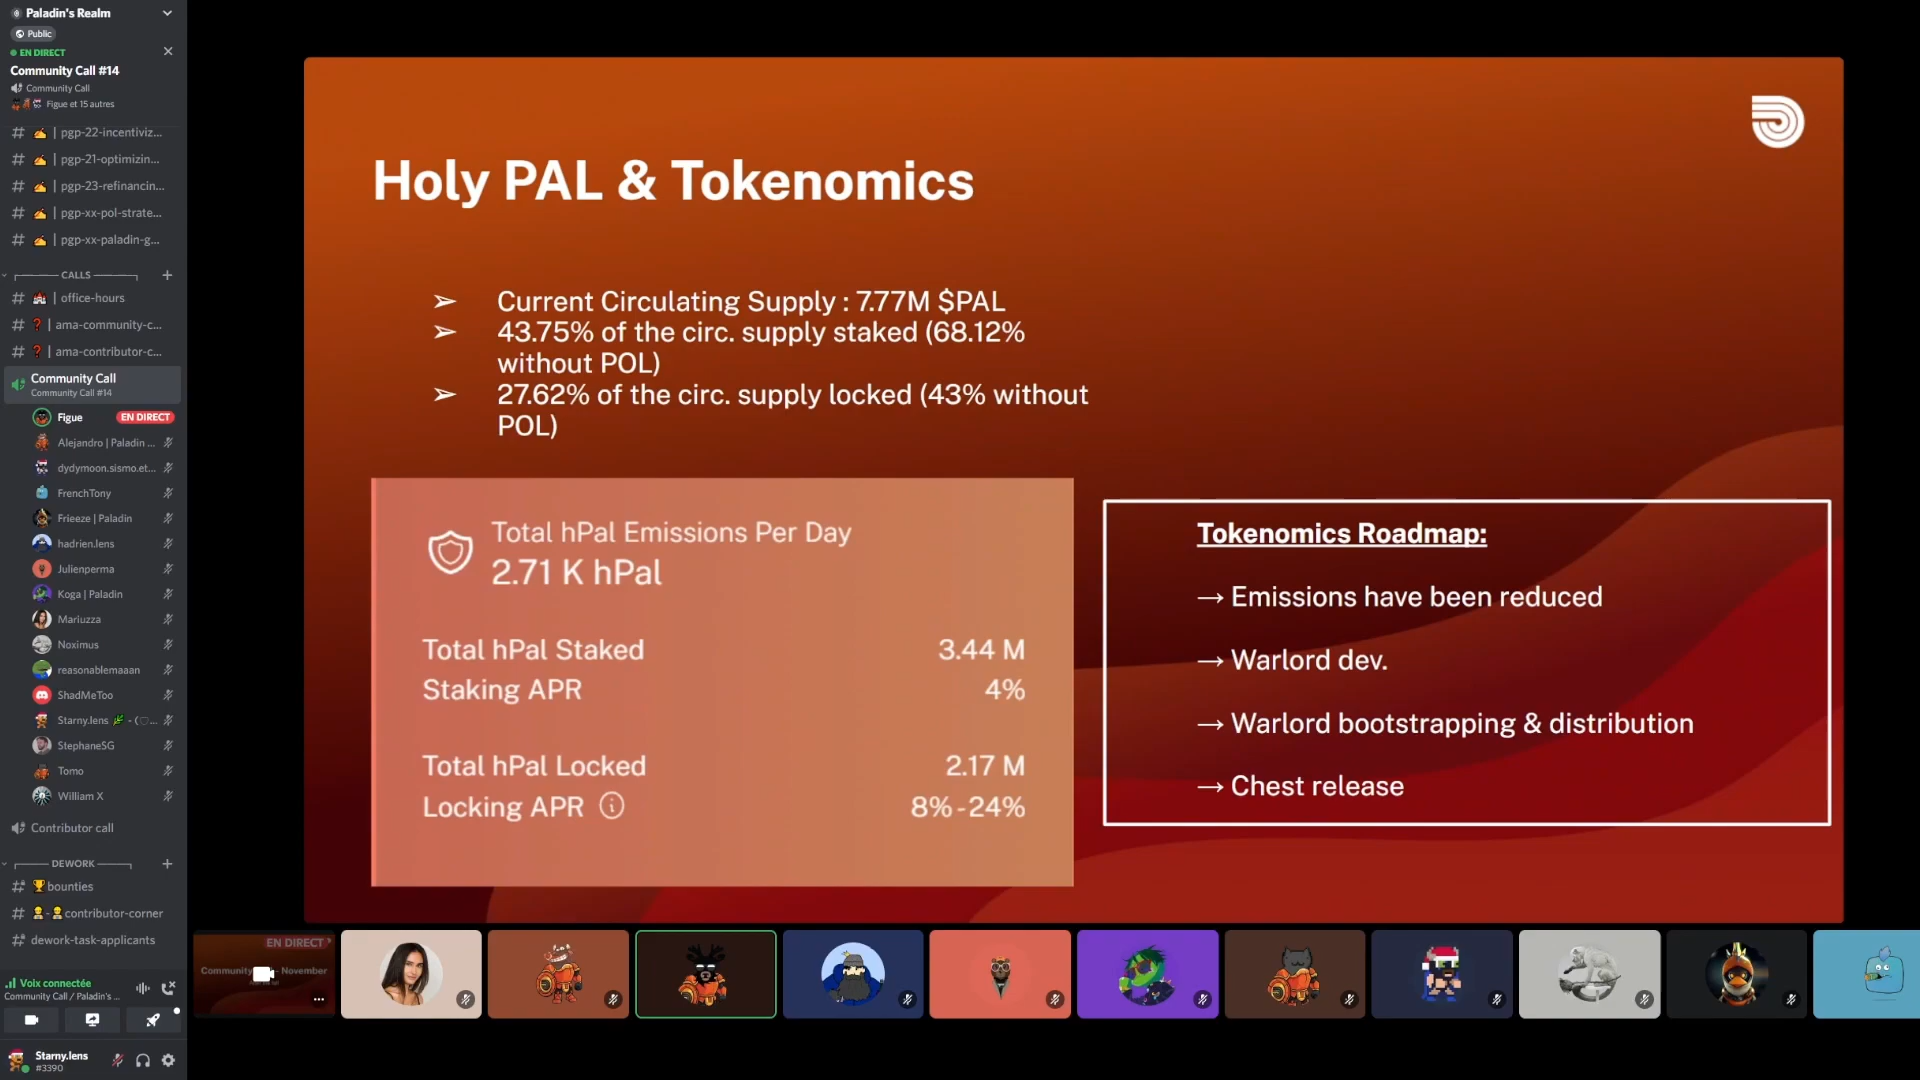 Paladin's Realm
Public
EN DIRECT
Community Call #14
Community Call
Figue et 15 autres
# | pgp-22-incentiviz...
# | pgp-21-optimizin...
# | pgp-23-refinancin...
# | pgp-xx-pol-strate...
# | pgp-xx-paladin-g...
CALLS
# | office-hours
# ❓ | ama-community-c...
# ❓ | ama-contributor-c...
Community Call
Community Call #14
Figue EN DIRECT
Alejandro | Paladin ...
dydymoon.sismo.et...
FrenchTony
Frieeze | Paladin
hadrien.lens
Julienperma
Koga | Paladin
Mariuzza
Noximus
reasonablemaaan
ShadMeToo
Starny.lens 🌿 - (🛡...
StephaneSG
Tomo
William X
Contributor call
DEWORK
# 🏆bounties
# contributor-corner
# dework-task-applicants
Voix connectée
Community Call / Paladin's ...
Starny.lens
#3390
Holy PAL & Tokenomics
➢ Current Circulating Supply : 7.77M $PAL
➢ 43.75% of the circ. supply staked (68.12%
without POL)
➢ 27.62% of the circ. supply locked (43% without
POL)
Total hPal Emissions Per Day
2.71 K hPal
Total hPal Staked 3.44 M
Staking APR 4%
Total hPal Locked 2.17 M
Locking APR 8% - 24%
Tokenomics Roadmap:
→ Emissions have been reduced
→ Warlord dev.
→ Warlord bootstrapping & distribution
→ Chest release
EN DIRECT
Community - November